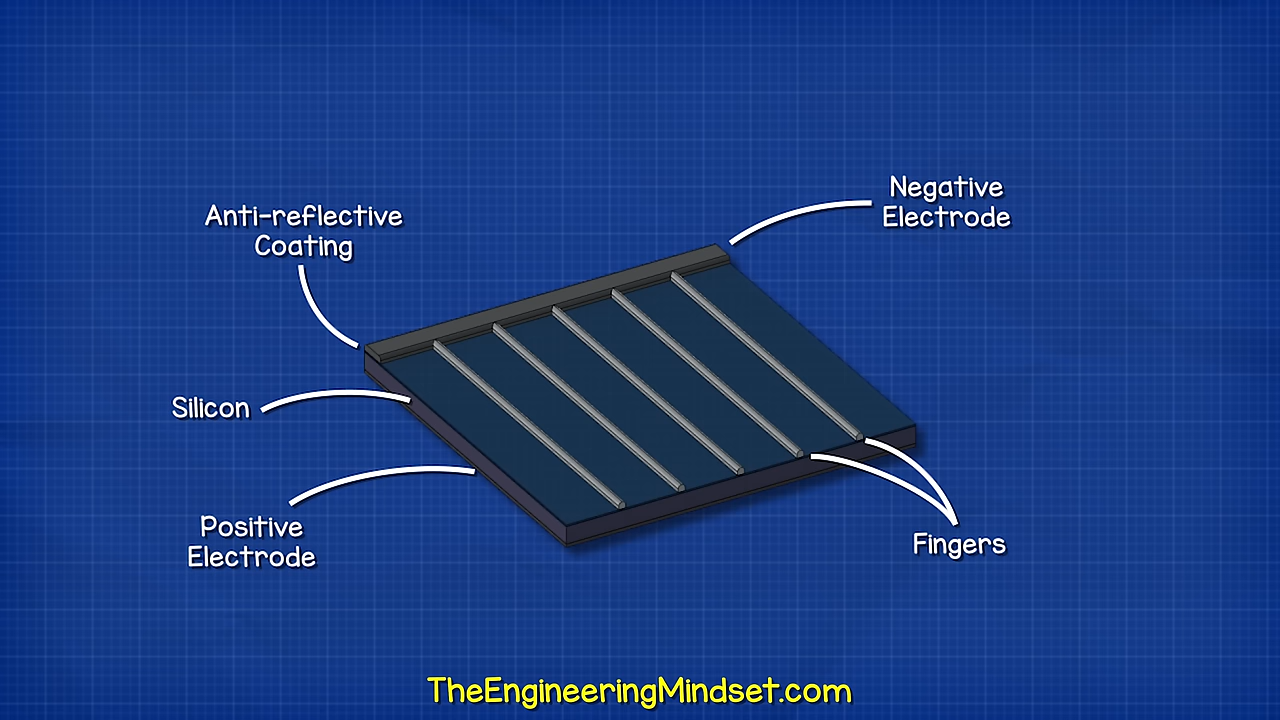 Negative
Electrode
Anti-reflective
Coating
Silicon
Positive
Electrode
Fingers
TheEngineeringMindset.com